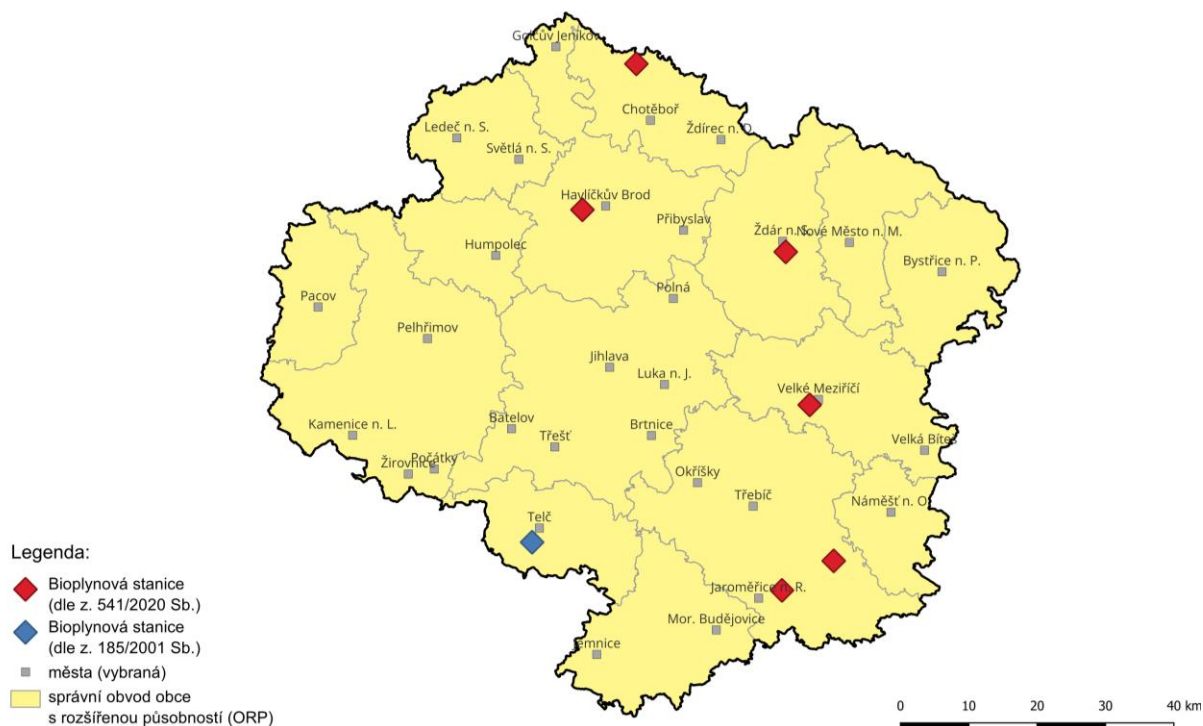 Golčův Jeníkov
Chotěboř
Ledeč n. S.
Ždírec n. D.
Světlá n. S.
Havlíčkův Brod
Přibyslav
Ždár n. S.
Nové Město n. M.
Humpolec
Bystřice n. P.
Polná
Pacov
Pelhřimov
Jihlava
Luka n. J.
Velké Meziříčí
Kamenice n. L.
Batelov
Třešť
Brtnice
Velká Bíteš
Žirovnice
Počátky
Okříšky
Třebíč
Náměšť n. O.
Telč
Jaroměřice n. R.
Mor. Budějovice
Jemnice
Legenda:
Bioplynová stanice
(dle z. 541/2020 Sb.)
Bioplynová stanice
(dle z. 185/2001 Sb.)
města (vybraná)
správní obvod obce
s rozšířenou působností (ORP)
0 10 20 30 40 km